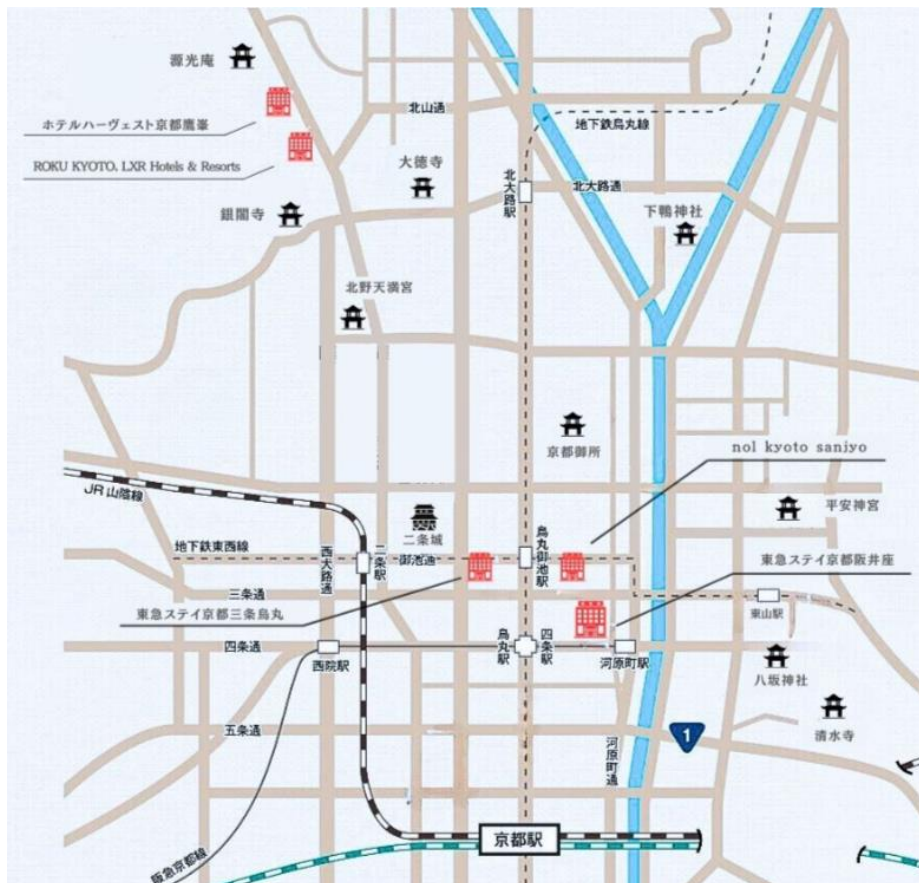 源光庵
ホテルハーヴェスト京都鷹峯
北山通
地下鉄烏丸線
ROKU KYOTO, LXR Hotels & Resorts
大徳寺
北大路駅
北大路通
銀閣寺
下鴨神社
北野天満宮
京都御所
nol kyoto sanjyo
JR山陰線
平安神宮
二条城
地下鉄東西線
西大路通
二条駅
御池通
烏丸御池駅
東急ステイ京都阪井座
三条通
東急ステイ京都三条烏丸
東山駅
四条通
西院駅
烏丸駅
四条駅
河原町駅
八坂神社
清水寺
五条通
河原町通
1
京都駅
阪急京都線